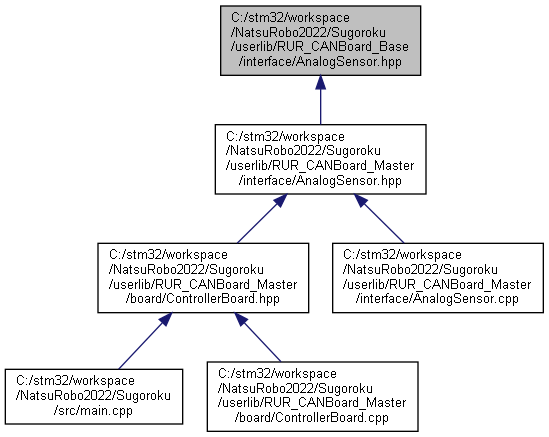 C:/stm32/workspace
/NatsuRobo2022/Sugoroku
/userlib/RUR_CANBoard_Base
/interface/AnalogSensor.hpp
C:/stm32/workspace
/NatsuRobo2022/Sugoroku
/userlib/RUR_CANBoard_Master
/interface/AnalogSensor.hpp
C:/stm32/workspace
/NatsuRobo2022/Sugoroku
/userlib/RUR_CANBoard_Master
/board/ControllerBoard.hpp
C:/stm32/workspace
/NatsuRobo2022/Sugoroku
/userlib/RUR_CANBoard_Master
/interface/AnalogSensor.cpp
C:/stm32/workspace
/NatsuRobo2022/Sugoroku
/src/main.cpp
C:/stm32/workspace
/NatsuRobo2022/Sugoroku
/userlib/RUR_CANBoard_Master
/board/ControllerBoard.cpp